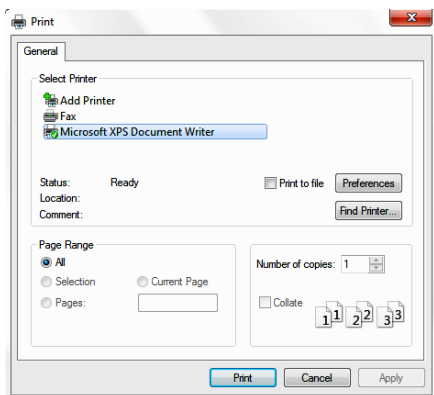 Print
X
General
Select Printer
Add Printer
Fax
Microsoft XPS Document Writer
Status: Ready
Print to file
Preferences
Location:
Comment:
Find Printer...
Page Range
All
Selection
Current Page
Pages:
Number of copies: 1
Collate
1 1 2 2 3 3
Print
Cancel
Apply